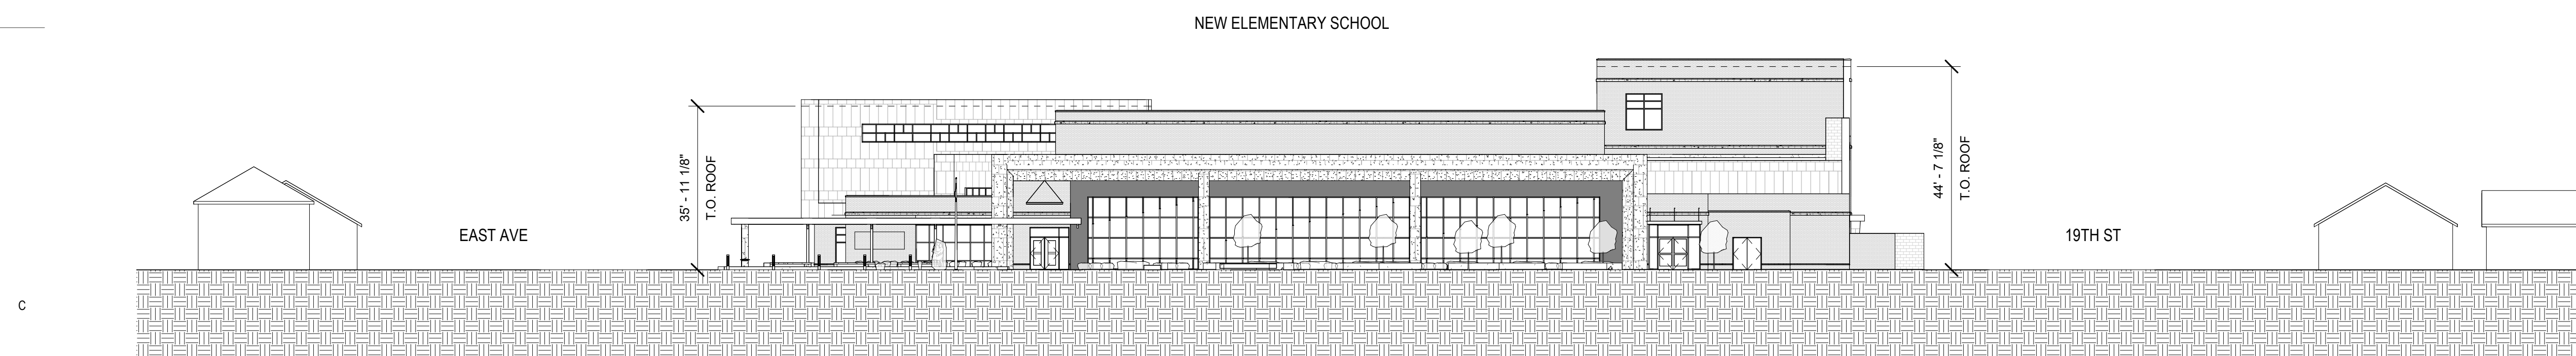 NEW ELEMENTARY SCHOOL
35' - 11 1/8"
T.O. ROOF
44' - 7 1/8"
T.O. ROOF
EAST AVE
19TH ST
C